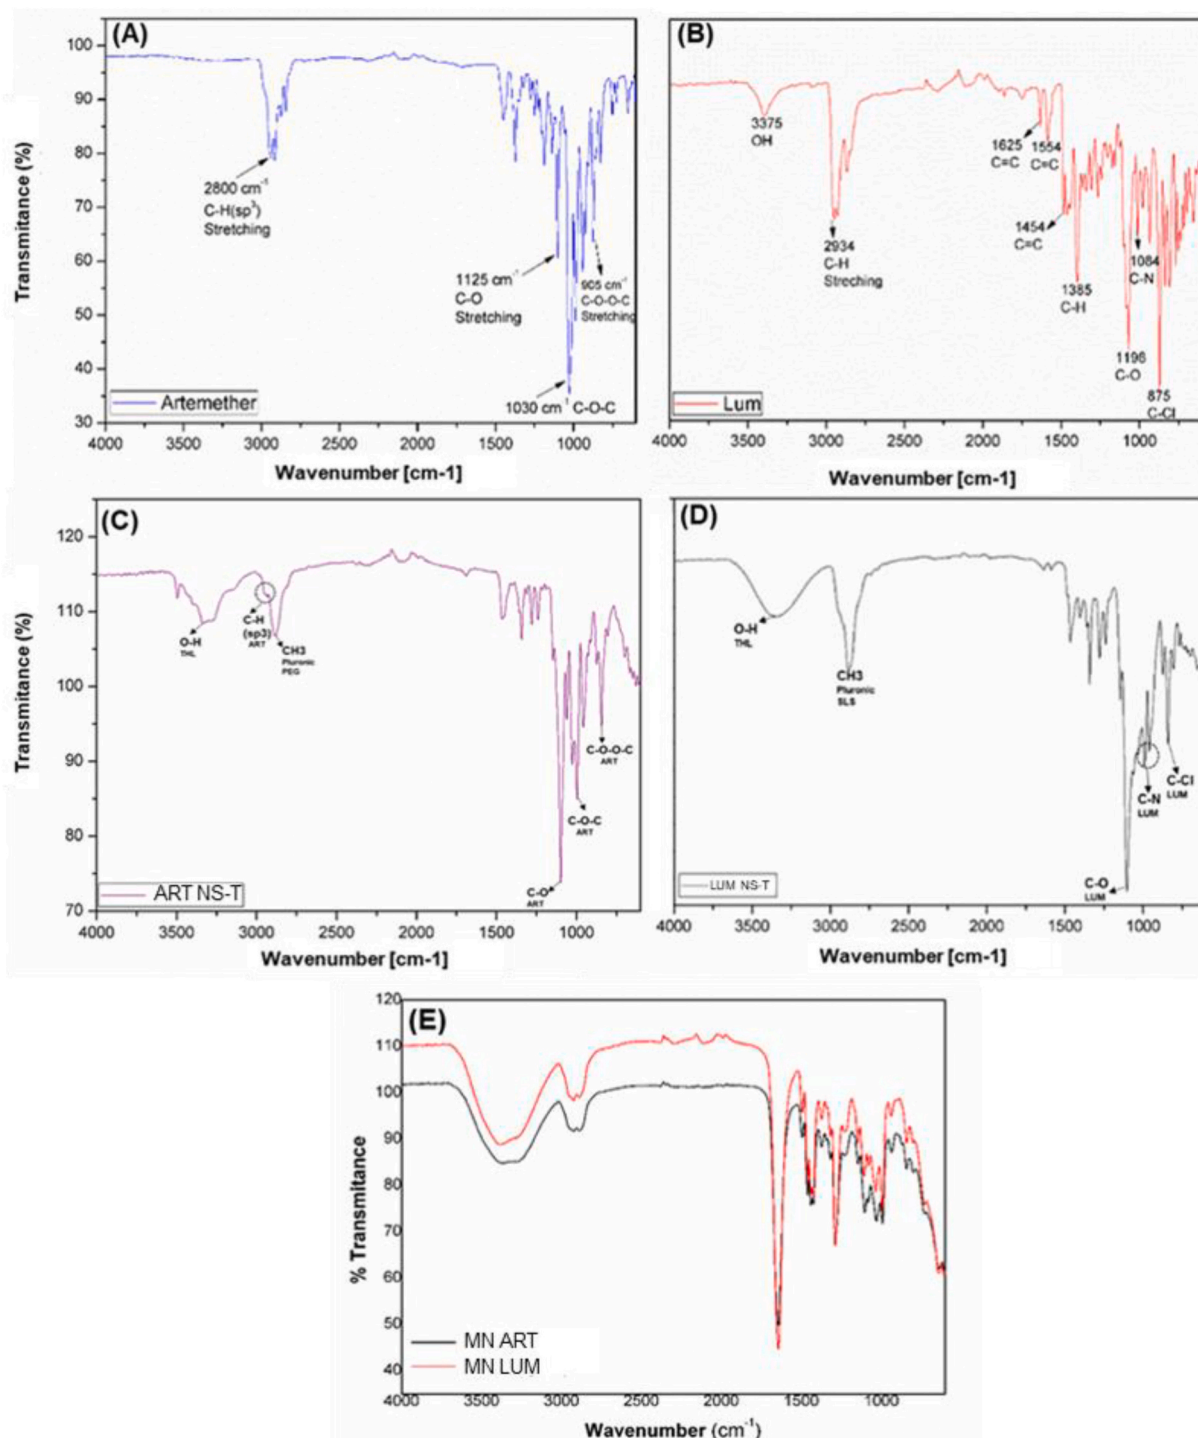 (A)
Transmitance (%)
100
90
80
70
60
50
40
30
2800 cm-1
C-H(sp3)
Stretching
1125 cm-1
C-O
Stretching
905 cm-1
C-O-O-C
Stretching
1030 cm-1 C-O-C
Artemether
4000 3500 3000 2500 2000 1500 1000
Wavenumber [cm-1]
(B)
3375
OH
2934
C-H
Streching
1625
C=C
1554
C=C
1454
C=C
1385
C-H
1084
C-N
1196
C-O
875
C-Cl
Lum
4000 3500 3000 2500 2000 1500 1000
Wavenumber [cm-1]
(C)
Transmitance (%)
120
110
100
90
80
70
O-H
THL
C-H
(sp3)
ART
CH3
Pluronic
PEG
C-O-O-C
ART
C-O-C
ART
C-O
ART
ART NS-T
4000 3500 3000 2500 2000 1500 1000
Wavenumber [cm-1]
(D)
O-H
THL
CH3
Pluronic
SLS
C-Cl
LUM
C-N
LUM
C-O
LUM
LUM NS-T
4000 3500 3000 2500 2000 1500 1000
Wavenumber [cm-1]
(E)
% Transmitance
120
110
100
90
80
70
60
50
40
MN ART
MN LUM
4000 3500 3000 2500 2000 1500 1000
Wavenumber (cm-1)